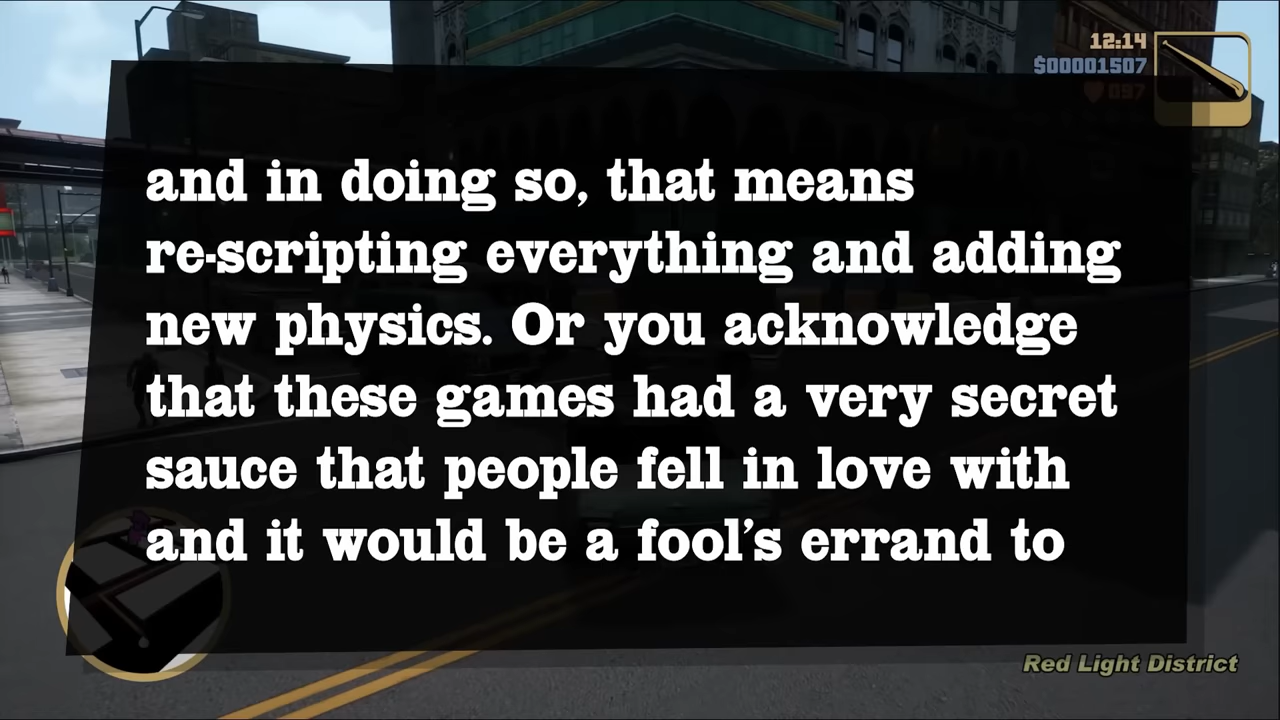 12:14
$00001507
097
and in doing so, that means
re-scripting everything and adding
new physics. Or you acknowledge
that these games had a very secret
sauce that people fell in love with
and it would be a fool's errand to
Red Light District